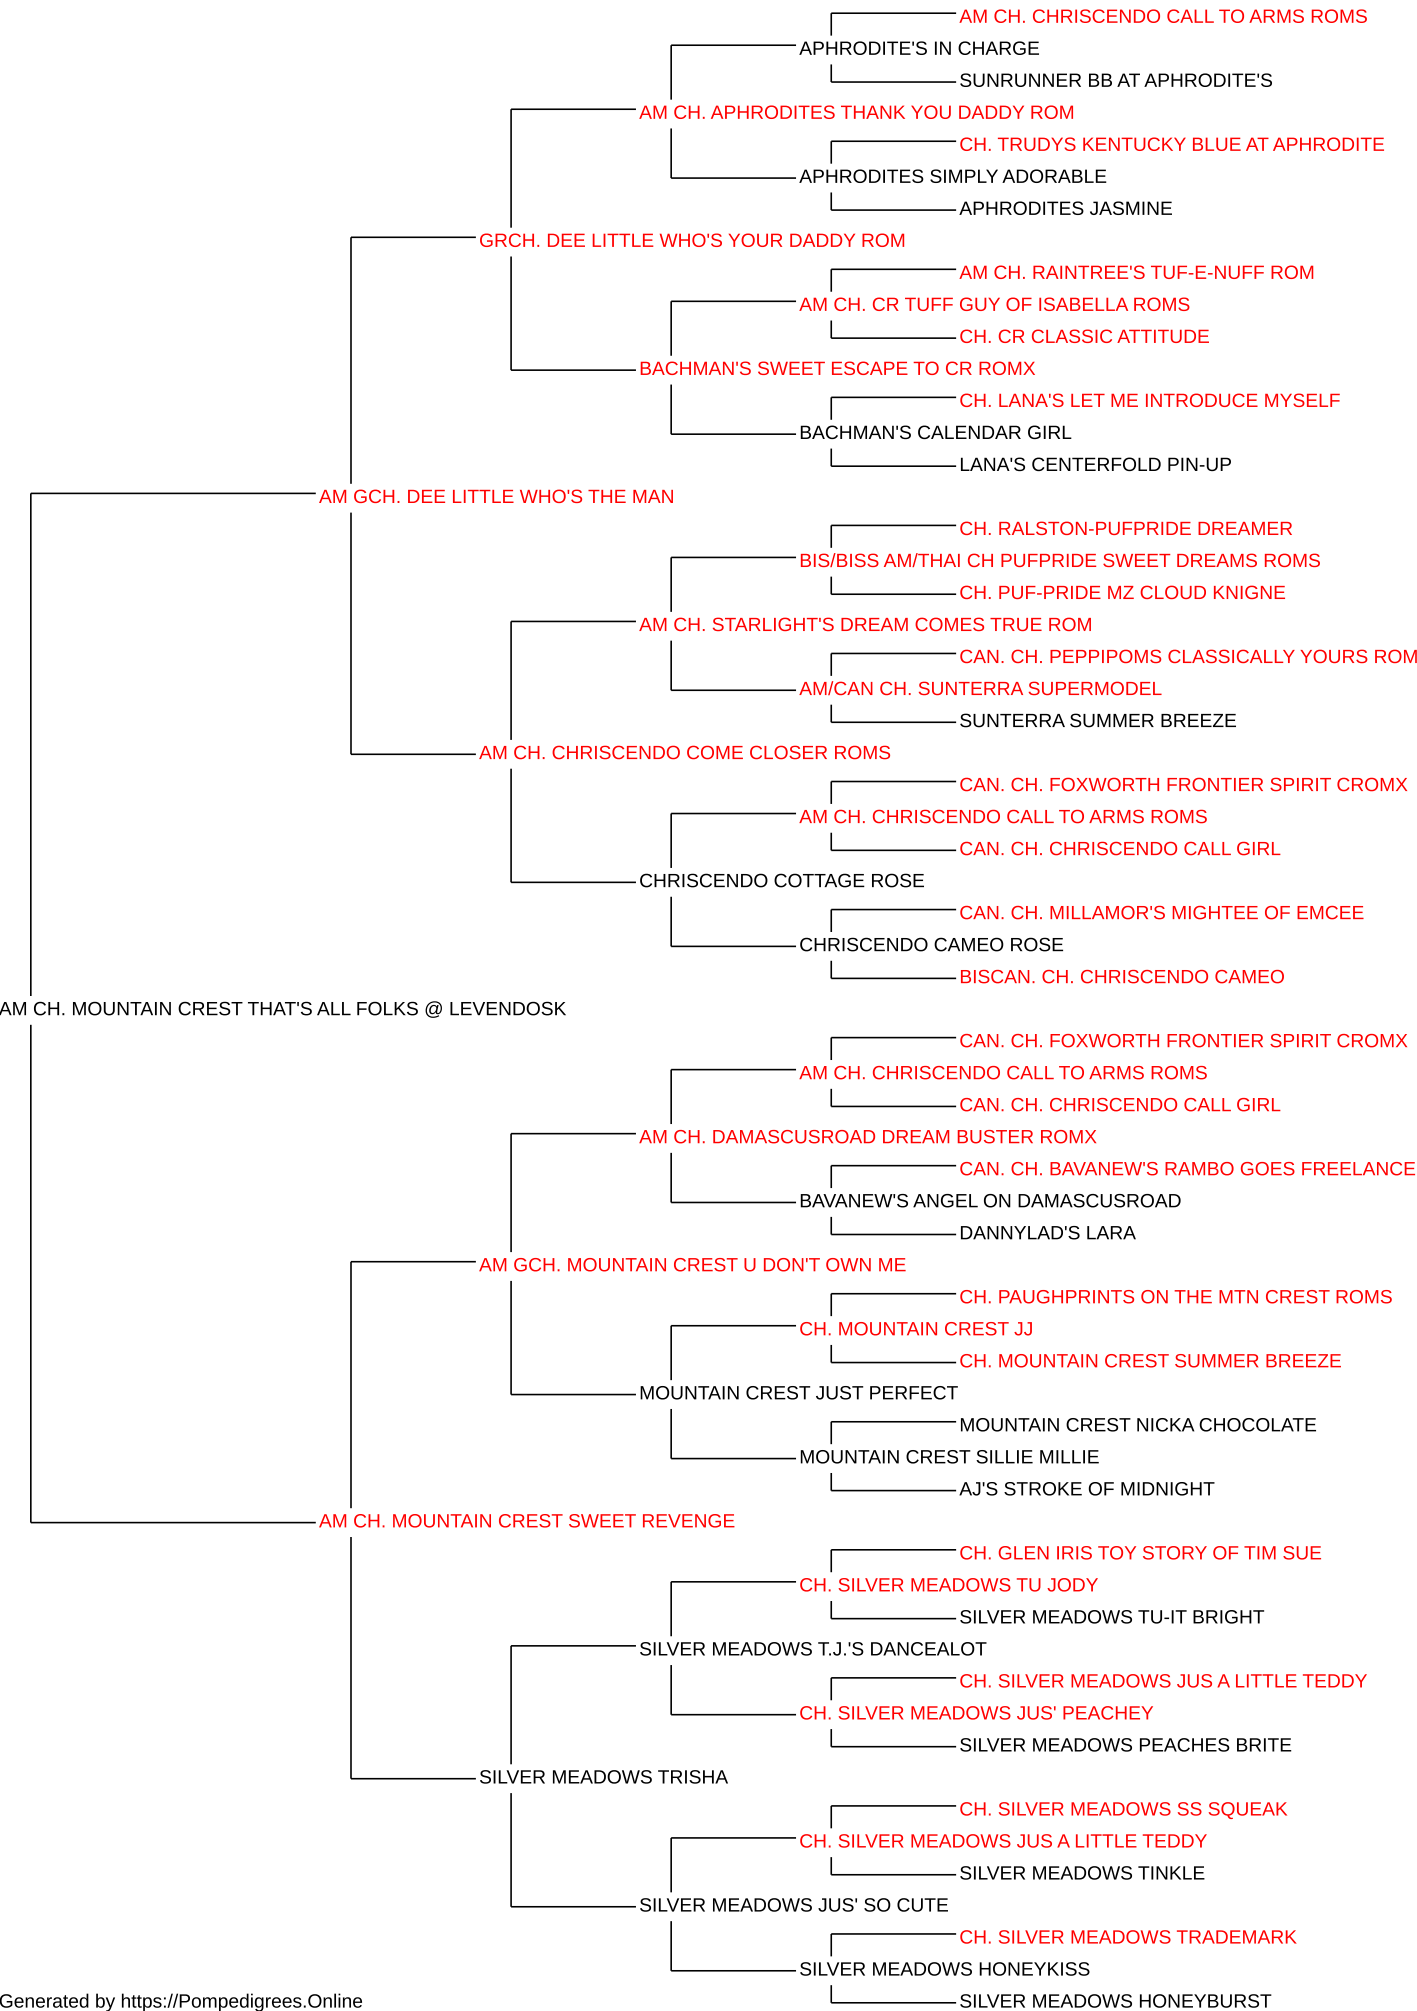 AM CH. CHRISCENDO CALL TO ARMS ROMS
APHRODITE'S IN CHARGE
SUNRUNNER BB AT APHRODITE'S
AM CH. APHRODITES THANK YOU DADDY ROM
CH. TRUDYS KENTUCKY BLUE AT APHRODITE
APHRODITES SIMPLY ADORABLE
APHRODITES JASMINE
GRCH. DEE LITTLE WHO'S YOUR DADDY ROM
AM CH. RAINTREE'S TUF-E-NUFF ROM
AM CH. CR TUFF GUY OF ISABELLA ROMS
CH. CR CLASSIC ATTITUDE
BACHMAN'S SWEET ESCAPE TO CR ROMX
CH. LANA'S LET ME INTRODUCE MYSELF
BACHMAN'S CALENDAR GIRL
LANA'S CENTERFOLD PIN-UP
AM GCH. DEE LITTLE WHO'S THE MAN
CH. RALSTON-PUFPRIDE DREAMER
BIS/BISS AM/THAI CH PUFPRIDE SWEET DREAMS ROMS
CH. PUF-PRIDE MZ CLOUD KNIGNE
AM CH. STARLIGHT'S DREAM COMES TRUE ROM
CAN. CH. PEPPIPOMS CLASSICALLY YOURS ROM
AM/CAN CH. SUNTERRA SUPERMODEL
SUNTERRA SUMMER BREEZE
AM CH. CHRISCENDO COME CLOSER ROMS
CAN. CH. FOXWORTH FRONTIER SPIRIT CROMX
AM CH. CHRISCENDO CALL TO ARMS ROMS
CAN. CH. CHRISCENDO CALL GIRL
CHRISCENDO COTTAGE ROSE
CAN. CH. MILLAMOR'S MIGHTEE OF EMCEE
CHRISCENDO CAMEO ROSE
BISCAN. CH. CHRISCENDO CAMEO
AM CH. MOUNTAIN CREST THAT'S ALL FOLKS @ LEVENDOSK
CAN. CH. FOXWORTH FRONTIER SPIRIT CROMX
AM CH. CHRISCENDO CALL TO ARMS ROMS
CAN. CH. CHRISCENDO CALL GIRL
AM CH. DAMASCUSROAD DREAM BUSTER ROMX
CAN. CH. BAVANEW'S RAMBO GOES FREELANCE
BAVANEW'S ANGEL ON DAMASCUSROAD
DANNYLAD'S LARA
AM GCH. MOUNTAIN CREST U DON'T OWN ME
CH. PAUGHPRINTS ON THE MTN CREST ROMS
CH. MOUNTAIN CREST JJ
CH. MOUNTAIN CREST SUMMER BREEZE
MOUNTAIN CREST JUST PERFECT
MOUNTAIN CREST NICKA CHOCOLATE
MOUNTAIN CREST SILLIE MILLIE
AJ'S STROKE OF MIDNIGHT
AM CH. MOUNTAIN CREST SWEET REVENGE
CH. GLEN IRIS TOY STORY OF TIM SUE
CH. SILVER MEADOWS TU JODY
SILVER MEADOWS TU-IT BRIGHT
SILVER MEADOWS T.J.'S DANCEALOT
CH. SILVER MEADOWS JUS A LITTLE TEDDY
CH. SILVER MEADOWS JUS' PEACHEY
SILVER MEADOWS PEACHES BRITE
SILVER MEADOWS TRISHA
CH. SILVER MEADOWS SS SQUEAK
CH. SILVER MEADOWS JUS A LITTLE TEDDY
SILVER MEADOWS TINKLE
SILVER MEADOWS JUS' SO CUTE
CH. SILVER MEADOWS TRADEMARK
SILVER MEADOWS HONEYKISS
SILVER MEADOWS HONEYBURST
Generated by https://Pompedigrees.Online